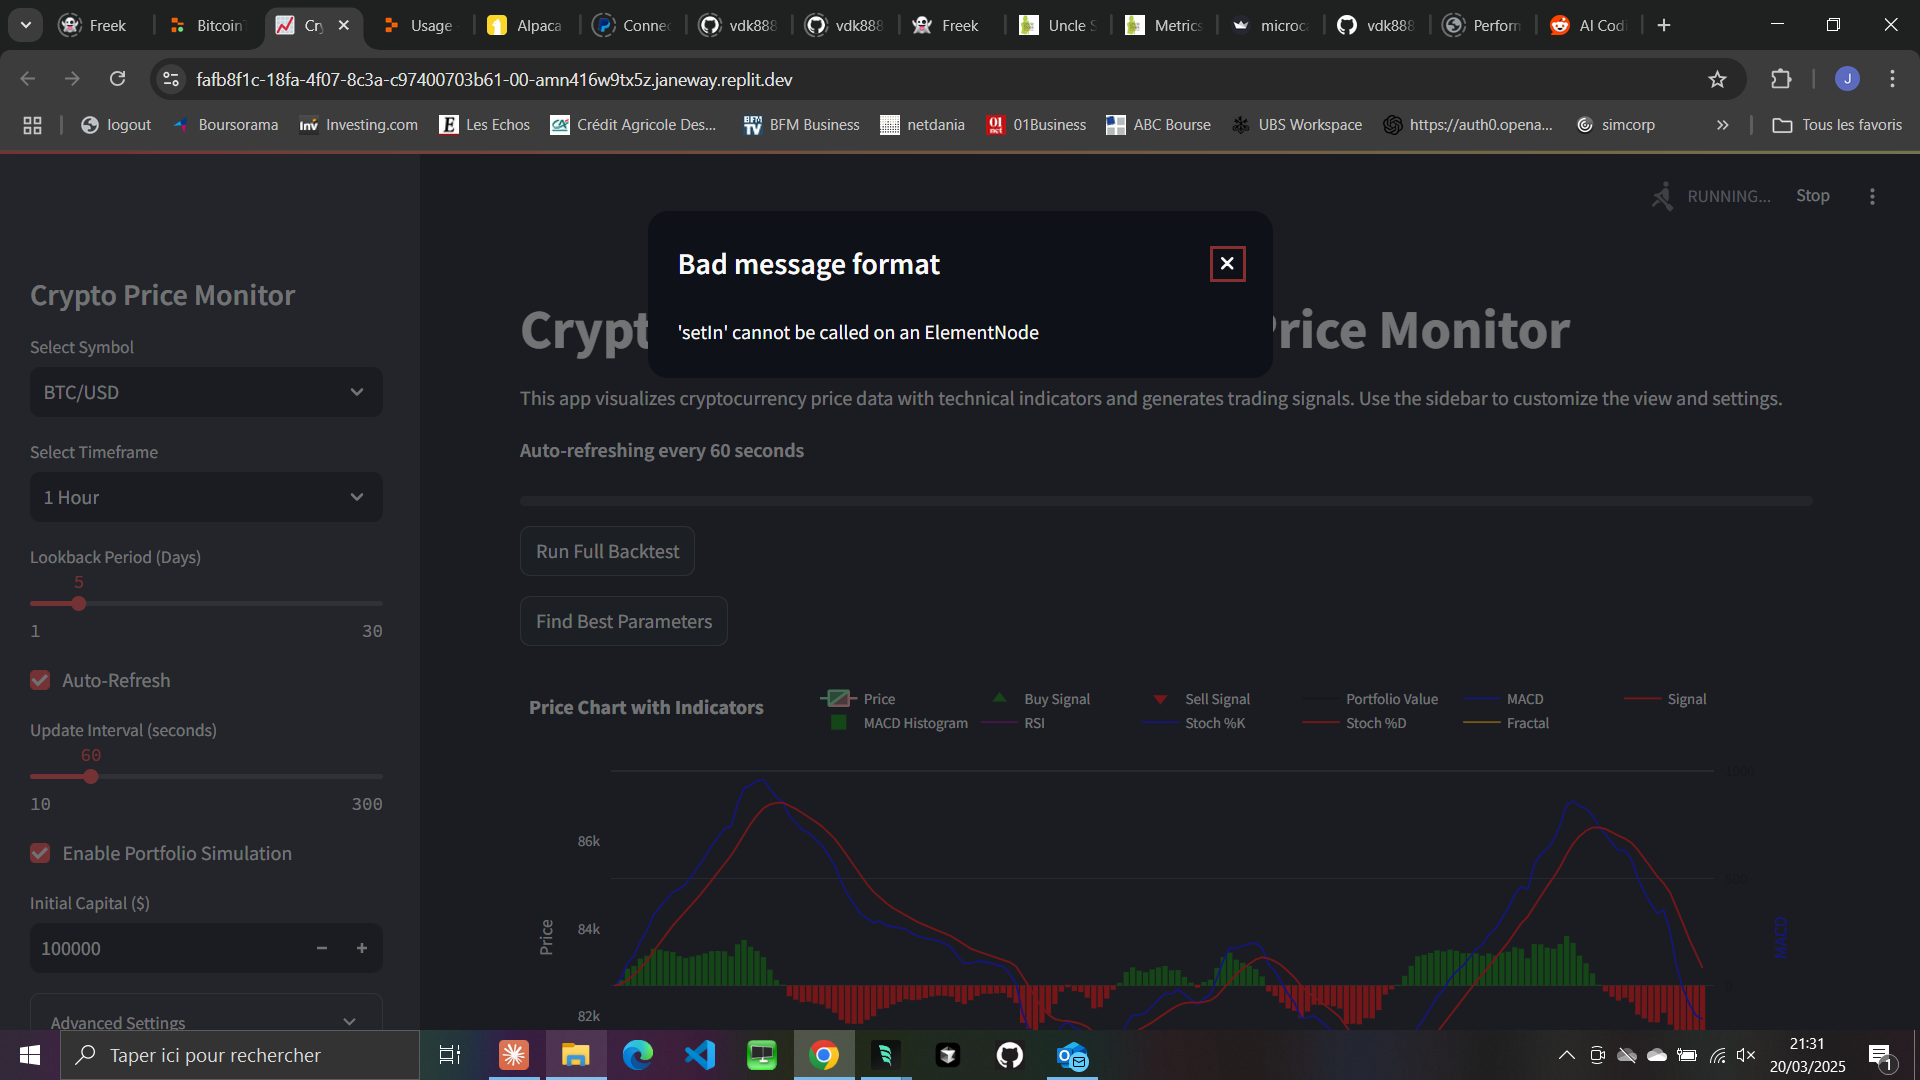 Freek
Bitcoin
Cry
Usage
Alpaca
Connec
vdk888
vdk888
Freek
Uncle S
Metrics
microca
vdk888
Perform
AI Codi
fafb8f1c-18fa-4f07-8c3a-c97400703b61-00-amn416w9tx5z.janeway.replit.dev
J
logout
Boursorama
Investing.com
Les Echos
Crédit Agricole Des...
BFM Business
netdania
01Business
ABC Bourse
UBS Workspace
https://auth0.opena...
simcorp
Tous les favoris
RUNNING...
Stop
Bad message format
'setIn' cannot be called on an ElementNode
Crypto Price Monitor
Select Symbol
BTC/USD
Select Timeframe
1 Hour
Lookback Period (Days)
5
1
30
Auto-Refresh
Update Interval (seconds)
60
10
300
Enable Portfolio Simulation
Initial Capital ($)
100000
Advanced Settings
Crypt
rice Monitor
This app visualizes cryptocurrency price data with technical indicators and generates trading signals. Use the sidebar to customize the view and settings.
Auto-refreshing every 60 seconds
Run Full Backtest
Find Best Parameters
Price Chart with Indicators
Price
Buy Signal
Sell Signal
Portfolio Value
MACD
Signal
MACD Histogram
RSI
Stoch %K
Stoch %D
Fractal
1000
86k
500
84k
Price
MACD
0
82k
Taper ici pour rechercher
21:31
20/03/2025
1